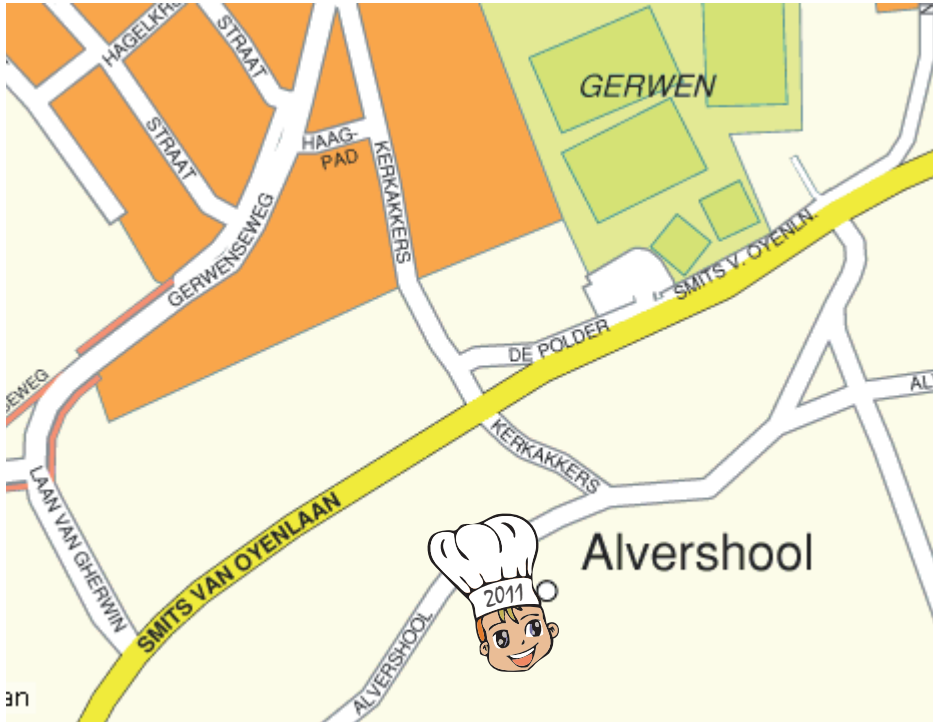 HAGELKR
STRAAT
STRAAT
GERWEN
HAAG-
PAD
KERKAKKERS
GERWENSEWEG
SMITS V. OYENLN.
DE POLDER
EWEG
AL
KERKAKKERS
LAAN VAN GHERWIN
SMITS VAN OYENLAAN
Alvershool
2011
ALVERSHOOL
an